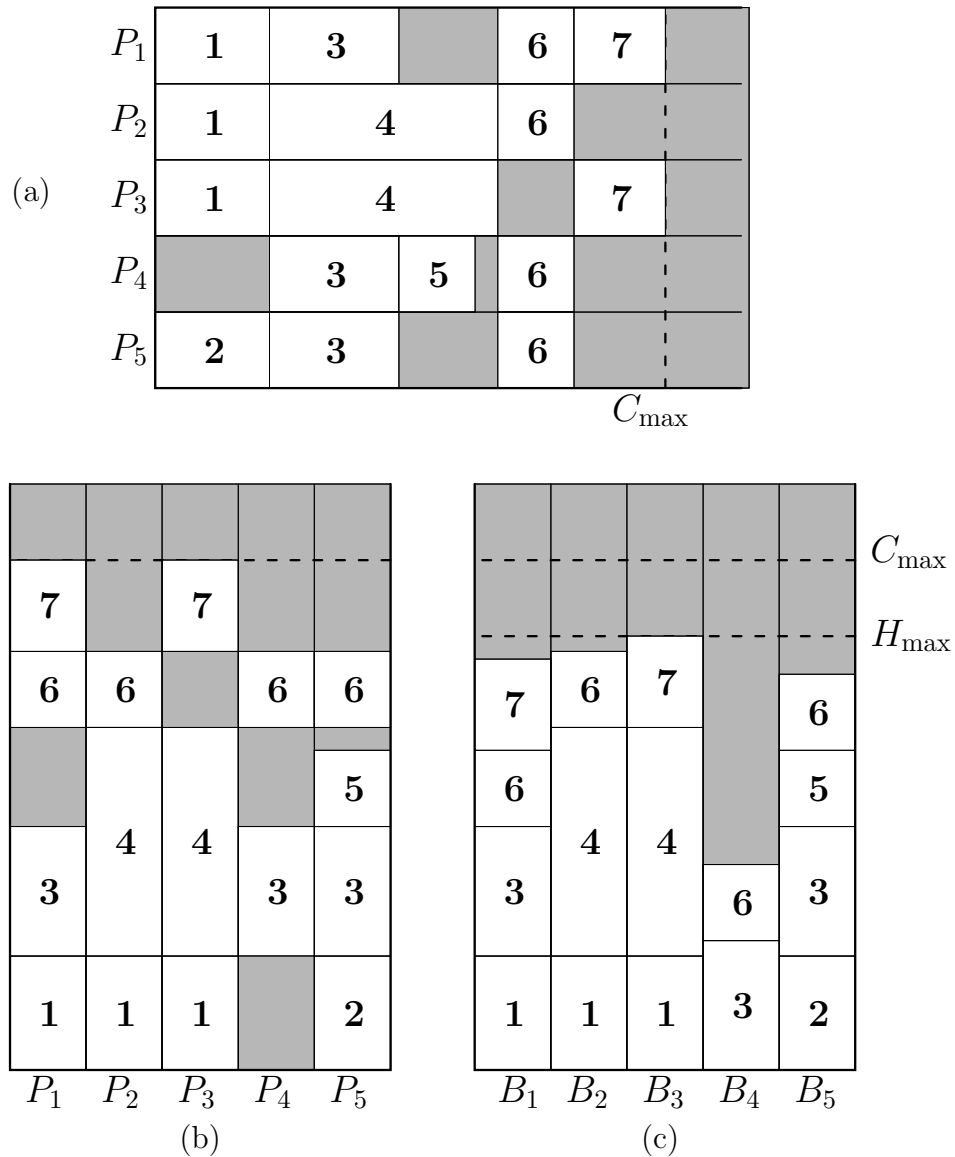 P1 1 3 6 7
P2 1 4 6
(a) P3 1 4 7
P4 3 5 6
P5 2 3 6
Cmax
Cmax
Hmax
7 7
6 6 6 6
5
4 4
3 3 3
1 1 1 2
P1 P2 P3 P4 P5
(b)
7 6 7 6
6 5
4 4
3 6 3
1 1 1 3 2
B1 B2 B3 B4 B5
(c)